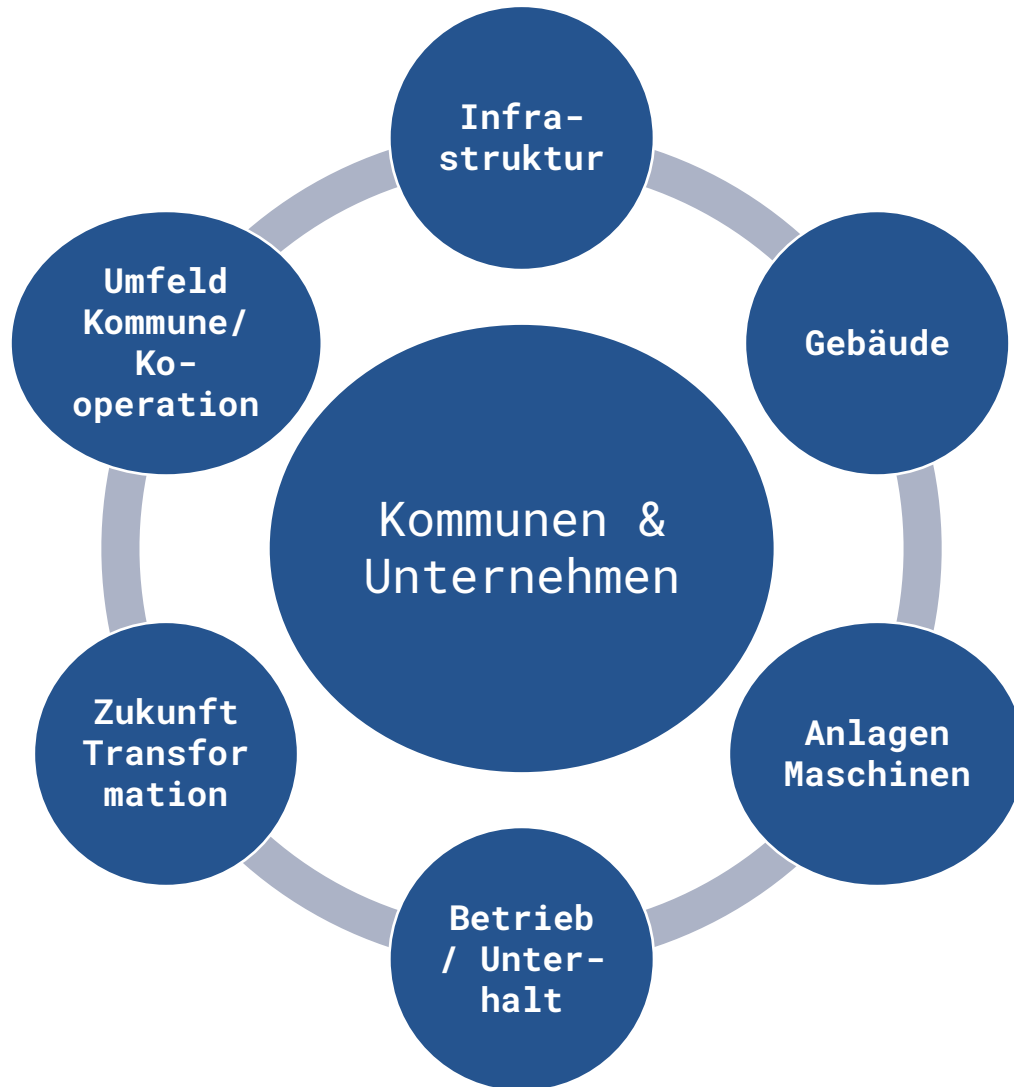 Infra-
struktur
Gebäude
Anlagen
Maschinen
Betrieb
/ Unter-
halt
Zukunft
Transfor
mation
Umfeld
Kommune/
Ko-
operation
Kommunen &
Unternehmen